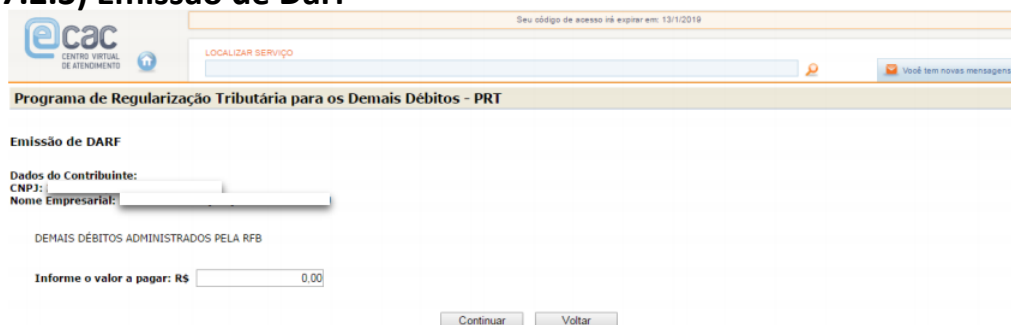 7.2.3) Emissão de Darf
Seu código de acesso irá expirar em: 13/1/2019
ecac
CENTRO VIRTUAL
DE ATENDIMENTO
LOCALIZAR SERVIÇO
Você tem novas mensagens
Programa de Regularização Tributária para os Demais Débitos - PRT
Emissão de DARF
Dados do Contribuinte:
CNPJ:
Nome Empresarial:
DEMAIS DÉBITOS ADMINISTRADOS PELA RFB
Informe o valor a pagar: R$ 0,00
Continuar Voltar